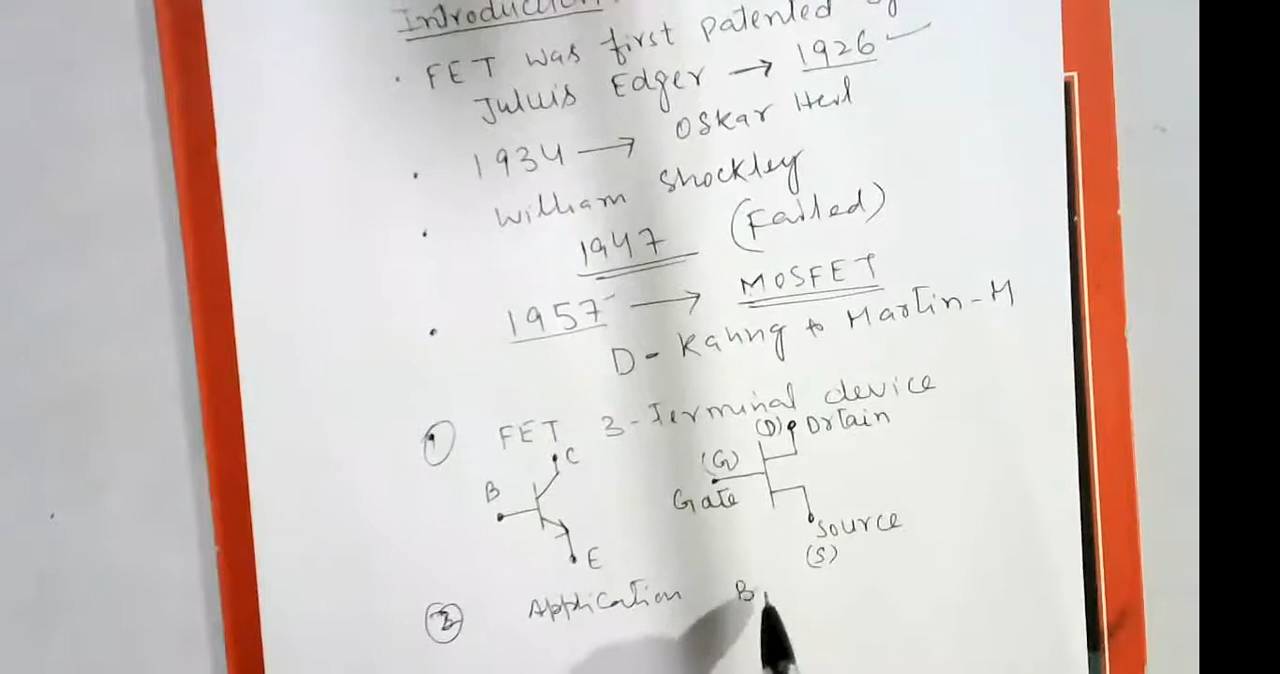 Introduction
. FET was first patented by
Juluis Edger → 1926
. 1934 → Oskar Heil
. William Shockley
1947 (Failed)
. 1957 → MOSFET
D - Kahng & Martin-M
① FET 3-Terminal device
C
B
E
(D) Drain
(G)
Gate
Source
(S)
② Application B